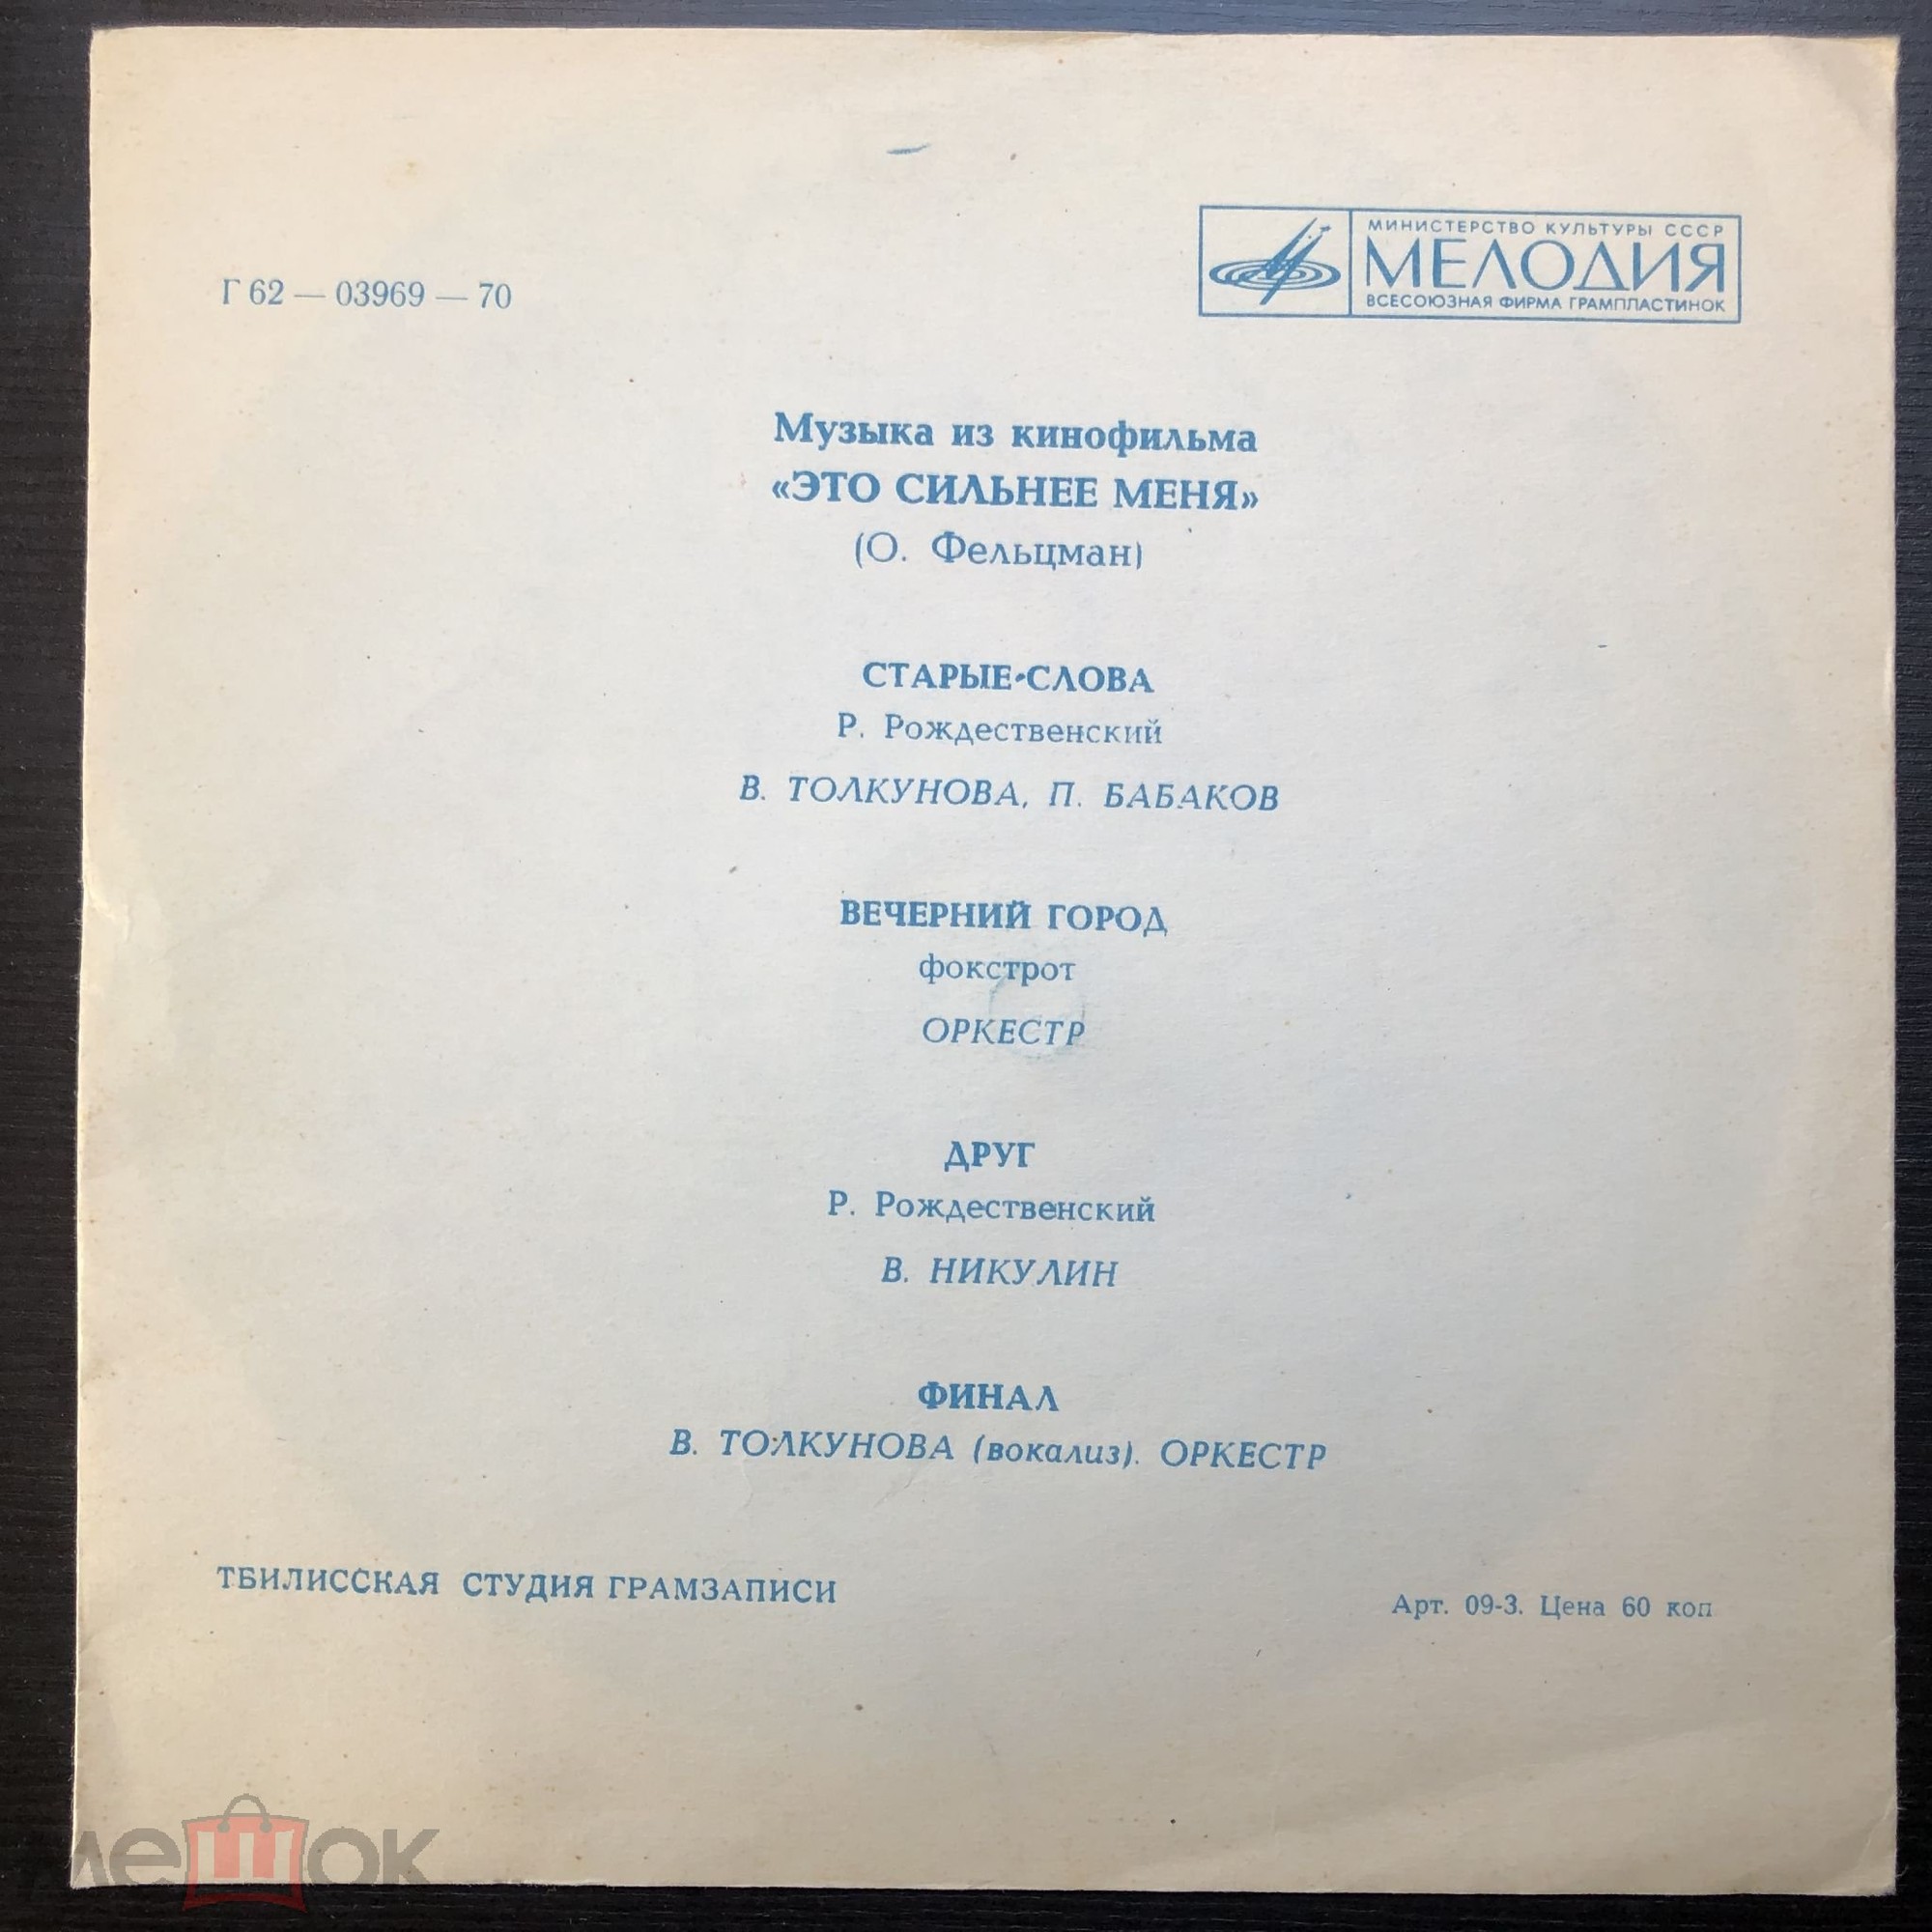 Г 62 — 03969 — 70
МИНИСТЕРСТВО КУЛЬТУРЫ СССР
МЕЛОДИЯ
ВСЕСОЮЗНАЯ ФИРМА ГРАМПЛАСТИНОК
Музыка из кинофильма
«ЭТО СИЛЬНЕЕ МЕНЯ»
(О. Фельцман)
СТАРЫЕ СЛОВА
Р. Рождественский
В. ТОЛКУНОВА, П. БАБАКОВ
ВЕЧЕРНИЙ ГОРОД
фокстрот
ОРКЕСТР
ДРУГ
Р. Рождественский
В. НИКУЛИН
ФИНАЛ
В. ТОЛКУНОВА (вокализ). ОРКЕСТР
ТБИЛИССКАЯ СТУДИЯ ГРАМЗАПИСИ
Арт. 09-3. Цена 60 коп
мешок